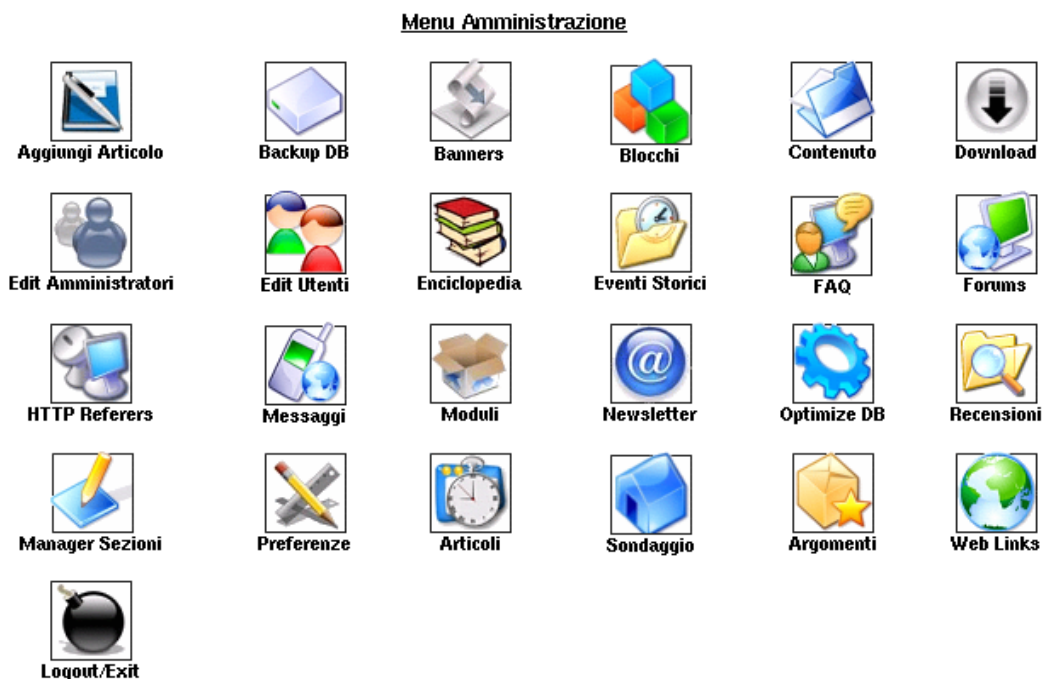 Menu Amministrazione
Aggiungi Articolo
Backup DB
Banners
Blocchi
Contenuto
Download
Edit Amministratori
Edit Utenti
Enciclopedia
Eventi Storici
FAQ
Forums
HTTP Referers
Messaggi
Moduli
Newsletter
Optimize DB
Recensioni
Manager Sezioni
Preferenze
Articoli
Sondaggio
Argomenti
Web Links
Logout/Exit